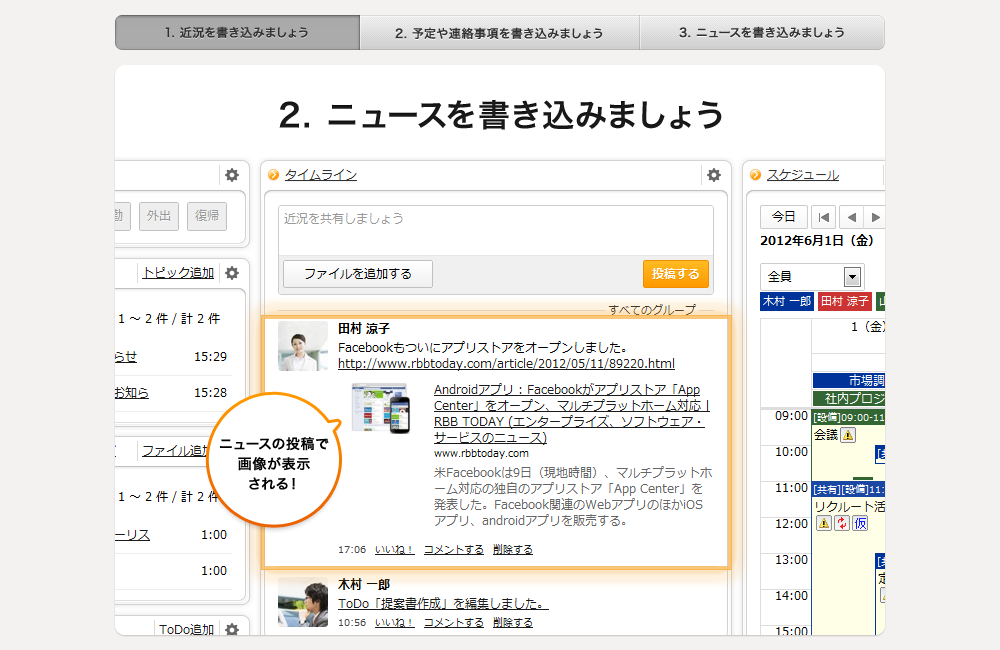 1. 近況を書き込みましょう
2. 予定や連絡事項を書き込みましょう
3. ニュースを書き込みましょう
2. ニュースを書き込みましょう
外出
復帰
トピック追加
1 ～ 2 件 / 計 2 件
らせ 15:29
お知ら 15:28
ファイル追加
1 ～ 2 件 / 計 2 件
ーリス 1:00
1:00
ToDo追加
タイムライン
近況を共有しましょう
ファイルを追加する
投稿する
すべてのグループ
田村 涼子
Facebookもついにアプリストアをオープンしました。
http://www.rbbtoday.com/article/2012/05/11/89220.html
Androidアプリ：Facebookがアプリストア「App
Center」をオープン、マルチプラットホーム対応 |
RBB TODAY (エンタープライズ、ソフトウェア・
サービスのニュース)
www.rbbtoday.com
米Facebookは9日（現地時間）、マルチプラットホ
ーム対応の独自のアプリストア「App Center」を
発表した。Facebook関連のWebアプリのほかiOS
アプリ、androidアプリを販売する。
17:06 いいね！ コメントする 削除する
ニュースの投稿で
画像が表示
される！
木村 一郎
ToDo「提案書作成」を編集しました。
10:56 いいね！ コメントする 削除する
スケジュール
今日
2012年6月1日（金）
全員
木村 一郎
田村 涼子
1（金）
市場調
社内プロジ
09:00
[設備]09:00-11
会議
10:00
11:00
[共有][設備]11:
リクルート活
仮
12:00
13:00
14:00
15:00